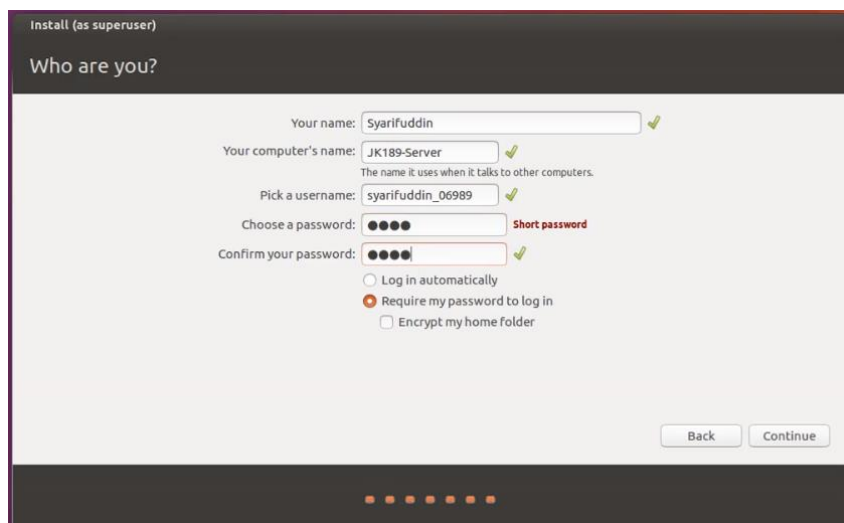 Install (as superuser)
Who are you?
Your name: Syarifuddin
Your computer's name: JK189-Server
The name it uses when it talks to other computers.
Pick a username: syarifuddin_06989
Choose a password: ●●●● Short password
Confirm your password: ●●●●
Log in automatically
Require my password to log in
Encrypt my home folder
Back Continue